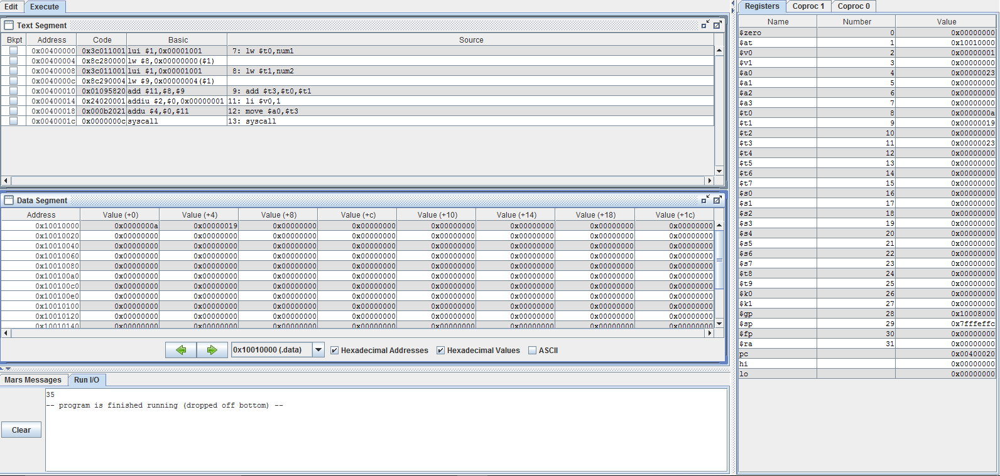 Edit Execute
Text Segment
Bkpt Address Code Basic Source
0x00400000 0x3c011001 lui $1,0x00001001 7: lw $t0,num1
0x00400004 0x8c280000 lw $8,0x00000000($1)
0x00400008 0x3c011001 lui $1,0x00001001 8: lw $t1,num2
0x0040000c 0x8c290004 lw $9,0x00000004($1)
0x00400010 0x01095820 add $11,$8,$9 9: add $t3,$t0,$t1
0x00400014 0x24020001 addiu $2,$0,0x00000001 11: li $v0,1
0x00400018 0x000b2021 addu $4,$0,$11 12: move $a0,$t3
0x0040001c 0x0000000c syscall 13: syscall
Data Segment
Address Value (+0) Value (+4) Value (+8) Value (+c) Value (+10) Value (+14) Value (+18) Value (+1c)
0x10010000 0x0000000a 0x00000019 0x00000000 0x00000000 0x00000000 0x00000000 0x00000000 0x00000000
0x10010020 0x00000000 0x00000000 0x00000000 0x00000000 0x00000000 0x00000000 0x00000000 0x00000000
0x10010040 0x00000000 0x00000000 0x00000000 0x00000000 0x00000000 0x00000000 0x00000000 0x00000000
0x10010060 0x00000000 0x00000000 0x00000000 0x00000000 0x00000000 0x00000000 0x00000000 0x00000000
0x10010080 0x00000000 0x00000000 0x00000000 0x00000000 0x00000000 0x00000000 0x00000000 0x00000000
0x100100a0 0x00000000 0x00000000 0x00000000 0x00000000 0x00000000 0x00000000 0x00000000 0x00000000
0x100100c0 0x00000000 0x00000000 0x00000000 0x00000000 0x00000000 0x00000000 0x00000000 0x00000000
0x100100e0 0x00000000 0x00000000 0x00000000 0x00000000 0x00000000 0x00000000 0x00000000 0x00000000
0x10010100 0x00000000 0x00000000 0x00000000 0x00000000 0x00000000 0x00000000 0x00000000 0x00000000
0x10010120 0x00000000 0x00000000 0x00000000 0x00000000 0x00000000 0x00000000 0x00000000 0x00000000
0x10010140 0x00000000 0x00000000 0x00000000 0x00000000 0x00000000 0x00000000 0x00000000 0x00000000
0x10010000 (.data) Hexadecimal Addresses Hexadecimal Values ASCII
Mars Messages Run I/O
35
-- program is finished running (dropped off bottom) --
Clear
Registers Coproc 1 Coproc 0
Name Number Value
$zero 0 0x00000000
$at 1 0x10010000
$v0 2 0x00000001
$v1 3 0x00000000
$a0 4 0x00000023
$a1 5 0x00000000
$a2 6 0x00000000
$a3 7 0x00000000
$t0 8 0x0000000a
$t1 9 0x00000019
$t2 10 0x00000000
$t3 11 0x00000023
$t4 12 0x00000000
$t5 13 0x00000000
$t6 14 0x00000000
$t7 15 0x00000000
$s0 16 0x00000000
$s1 17 0x00000000
$s2 18 0x00000000
$s3 19 0x00000000
$s4 20 0x00000000
$s5 21 0x00000000
$s6 22 0x00000000
$s7 23 0x00000000
$t8 24 0x00000000
$t9 25 0x00000000
$k0 26 0x00000000
$k1 27 0x00000000
$gp 28 0x10008000
$sp 29 0x7fffeffc
$fp 30 0x00000000
$ra 31 0x00000000
pc 0x00400020
hi 0x00000000
lo 0x00000000